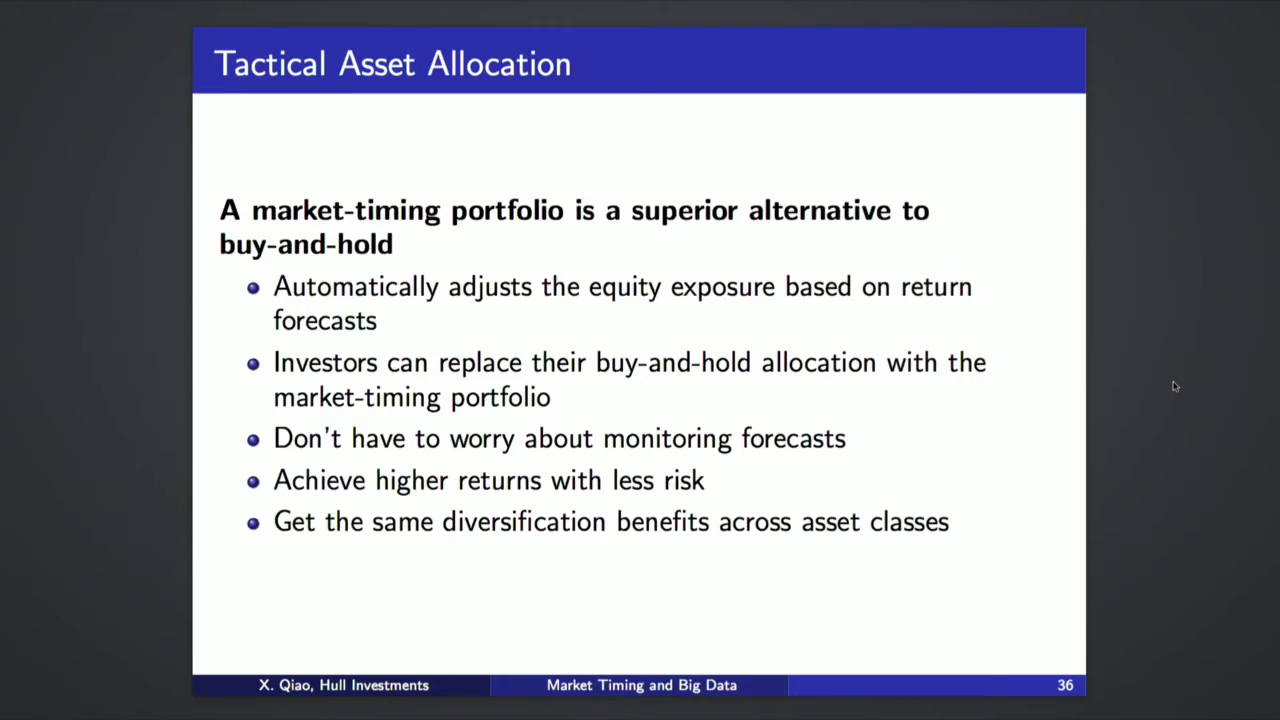 Tactical Asset Allocation
A market-timing portfolio is a superior alternative to
buy-and-hold
Automatically adjusts the equity exposure based on return
forecasts
Investors can replace their buy-and-hold allocation with the
market-timing portfolio
Don't have to worry about monitoring forecasts
Achieve higher returns with less risk
Get the same diversification benefits across asset classes
X. Qiao, Hull Investments
Market Timing and Big Data
36